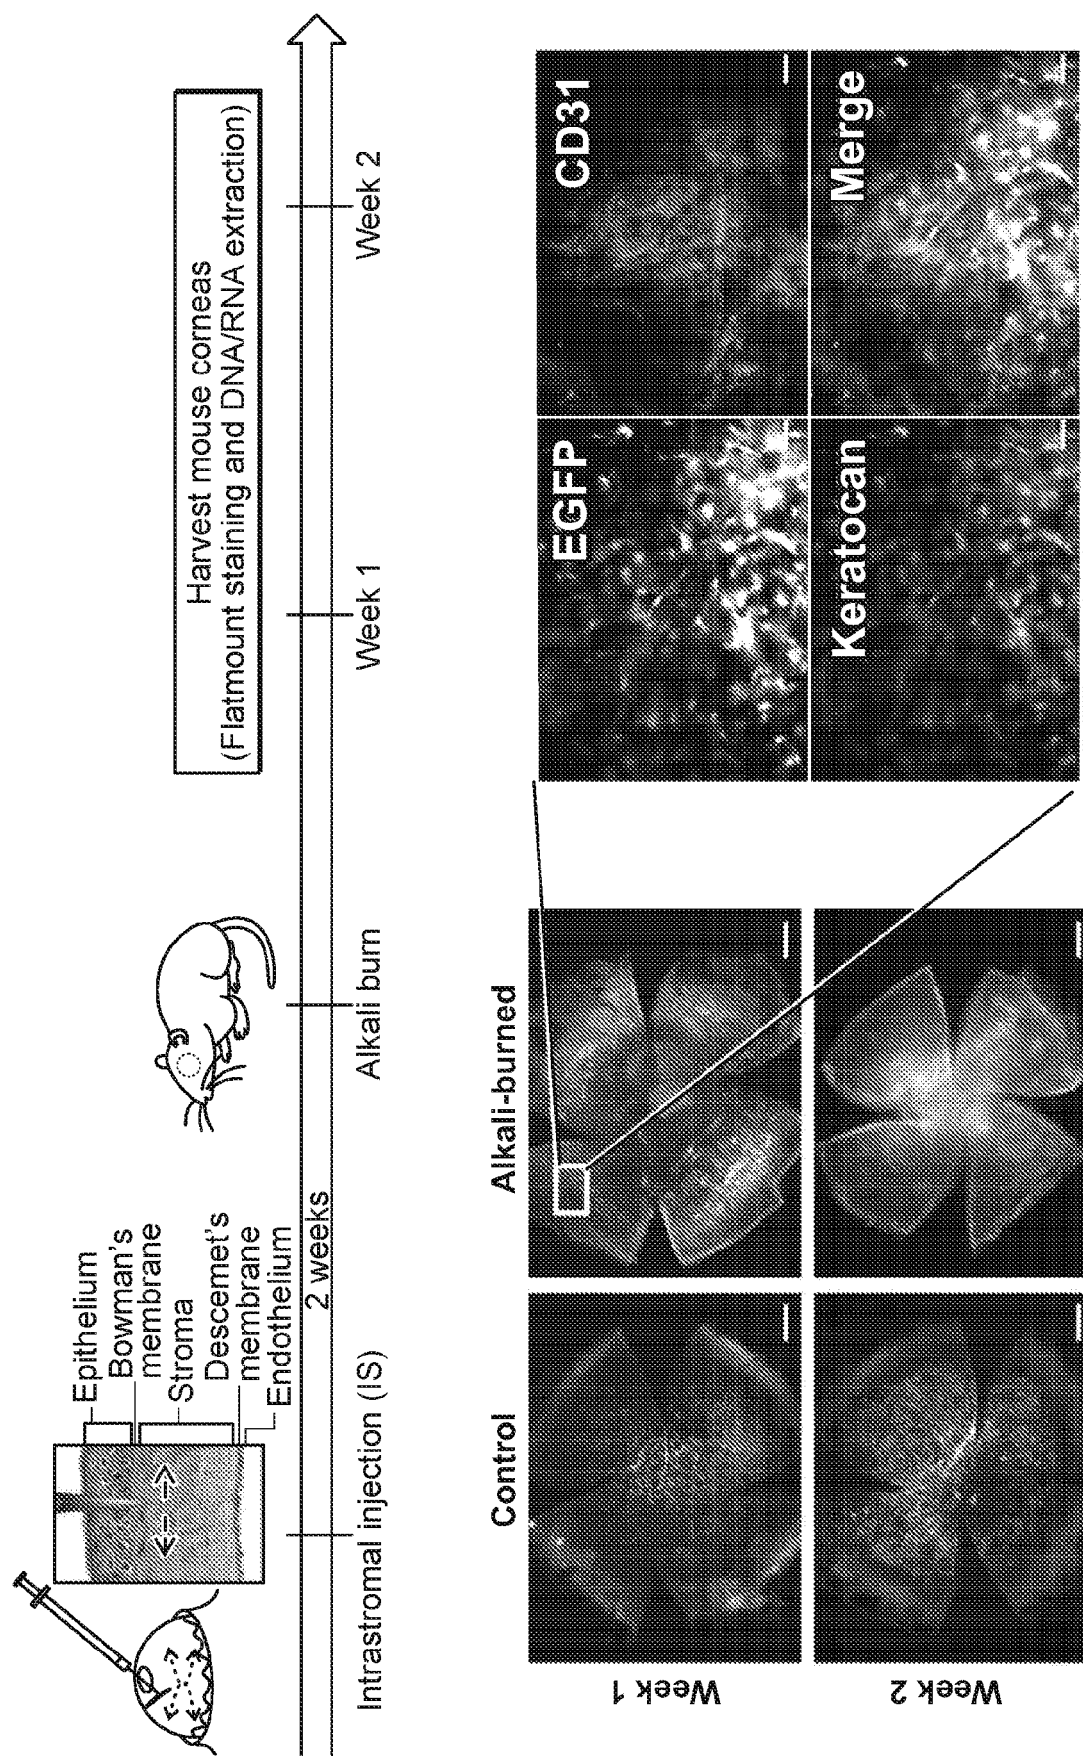 Epithelium
Bowman's
membrane
Stroma
Descemet's
membrane
Endothelium
Harvest mouse corneas
(Flatmount staining and DNA/RNA extraction)
2 weeks
Intrastromal injection (IS)
Alkali burn
Week 1
Week 2
Control
Alkali-burned
Week 1
Week 2
EGFP
CD31
Keratocan
Merge